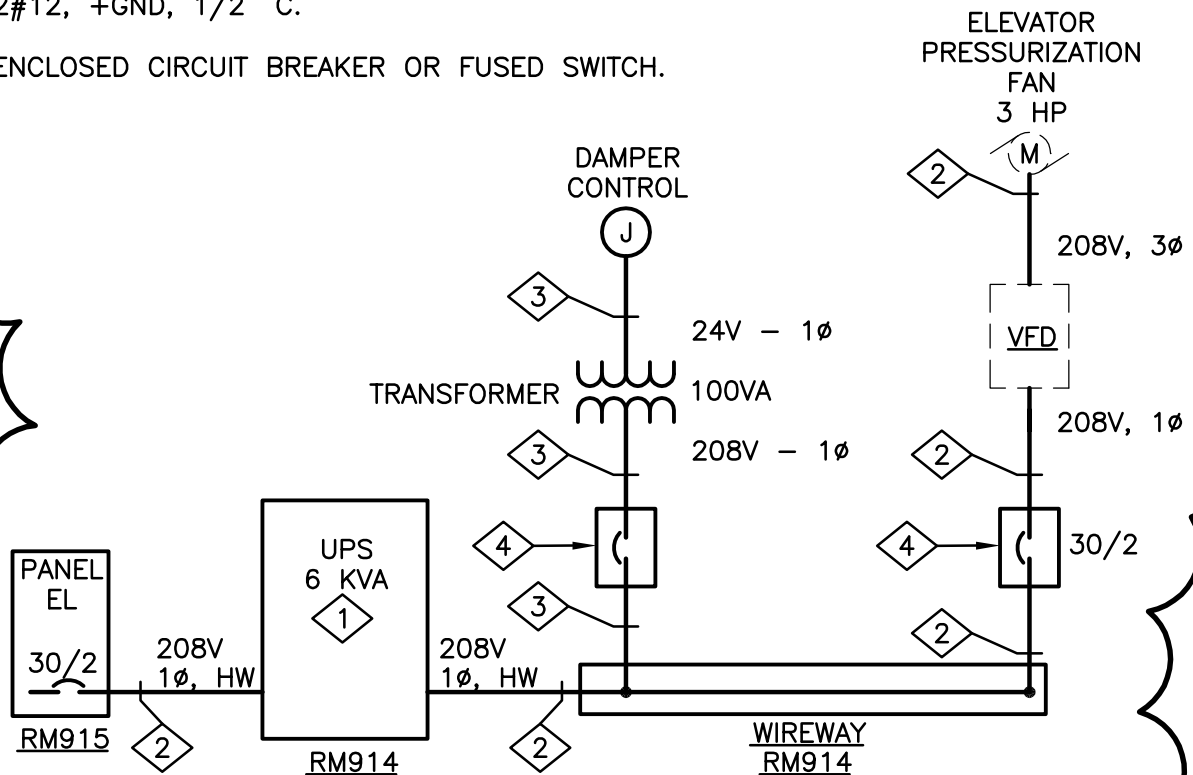 2#12, +GND, 1/2" C.
ENCLOSED CIRCUIT BREAKER OR FUSED SWITCH.
ELEVATOR
PRESSURIZATION
FAN
3 HP
M
2
208V, 3ø
VFD
208V, 1ø
2
4
30/2
2
DAMPER
CONTROL
J
3
24V – 1ø
TRANSFORMER
100VA
208V – 1ø
3
4
3
PANEL
EL
30/2
RM915
208V
1ø, HW
2
UPS
6 KVA
1
RM914
208V
1ø, HW
2
WIREWAY
RM914